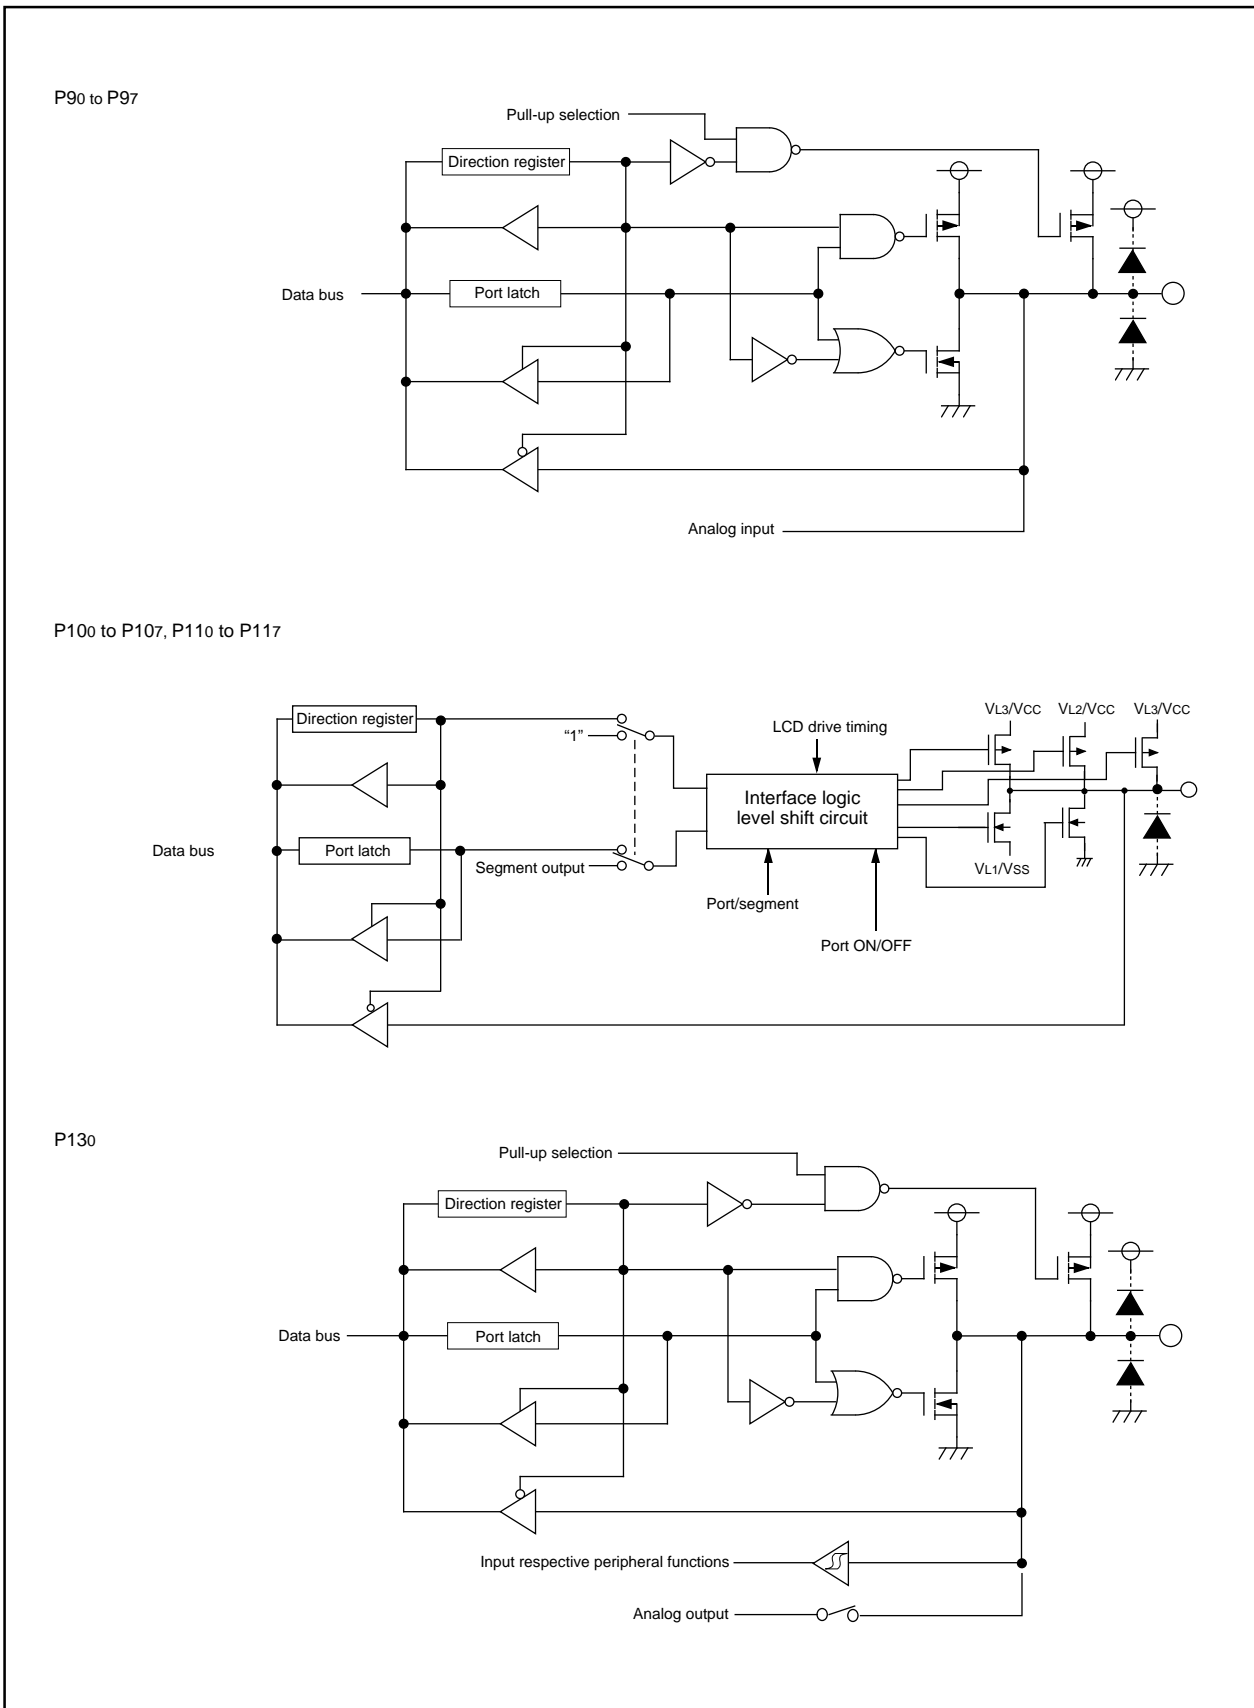 P90 to P97
Pull-up selection
Direction register
Data bus
Port latch
Analog input
P100 to P107, P110 to P117
Direction register
“1”
LCD drive timing
VL3/VCC
VL2/VCC
VL3/VCC
Interface logic
level shift circuit
Data bus
Port latch
Segment output
VL1/VSS
Port/segment
Port ON/OFF
P130
Pull-up selection
Direction register
Data bus
Port latch
Input respective peripheral functions
Analog output